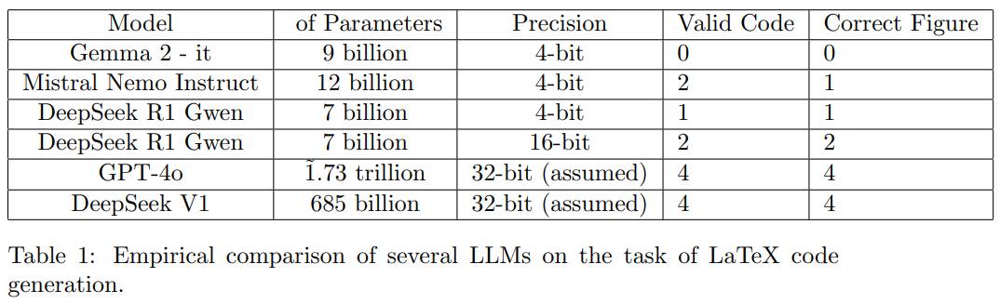 Model of Parameters Precision Valid Code Correct Figure
Gemma 2 - it 9 billion 4-bit 0 0
Mistral Nemo Instruct 12 billion 4-bit 2 1
DeepSeek R1 Gwen 7 billion 4-bit 1 1
DeepSeek R1 Gwen 7 billion 16-bit 2 2
GPT-4o 1̃.73 trillion 32-bit (assumed) 4 4
DeepSeek V1 685 billion 32-bit (assumed) 4 4
Table 1: Empirical comparison of several LLMs on the task of LaTeX code
generation.